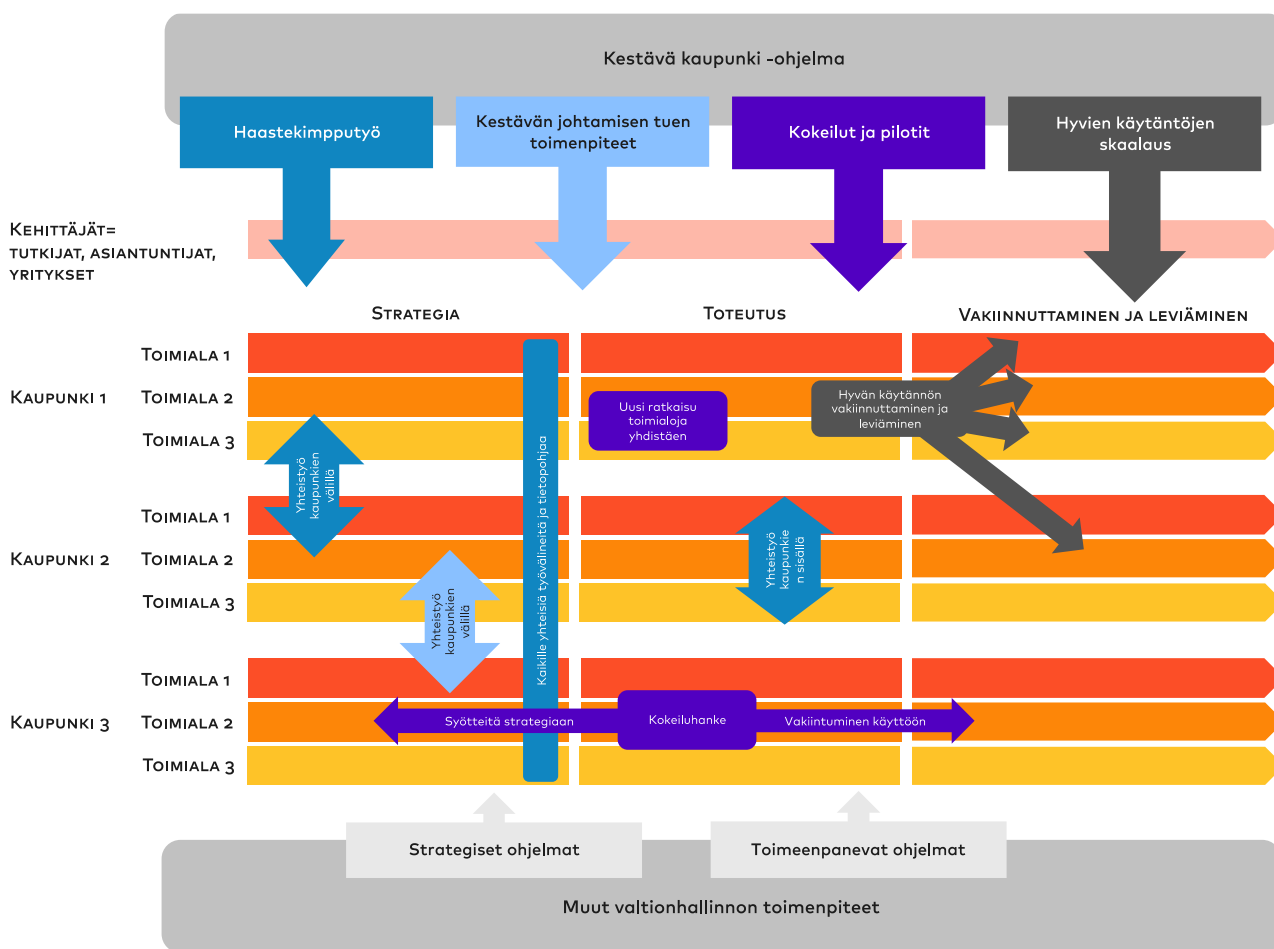 Kestävä kaupunki -ohjelma
Haastekimpputyö
Kestävän johtamisen tuen
toimenpiteet
Kokeilut ja pilotit
Hyvien käytäntöjen
skaalaus
Kehittäjät=
tutkijat, asiantuntijat,
yritykset
Strategia
Toteutus
Vakiinnuttaminen ja leviäminen
Kaupunki 1
Toimiala 1
Toimiala 2
Toimiala 3
Uusi ratkaisu
toimialoja
yhdistäen
Hyvän käytännön
vakiinnuttaminen ja
leviäminen
Yhteistyö
kaupunkien
välillä
Kaikille yhteisiä työvälineitä ja tietopohjaa
Kaupunki 2
Toimiala 1
Toimiala 2
Toimiala 3
Yhteistyö
kaupunkie
n sisällä
Yhteistyö
kaupunkien
välillä
Kaupunki 3
Toimiala 1
Toimiala 2
Toimiala 3
Syötteitä strategiaan
Kokeiluhanke
Vakiintuminen käyttöön
Strategiset ohjelmat
Toimeenpanevat ohjelmat
Muut valtionhallinnon toimenpiteet